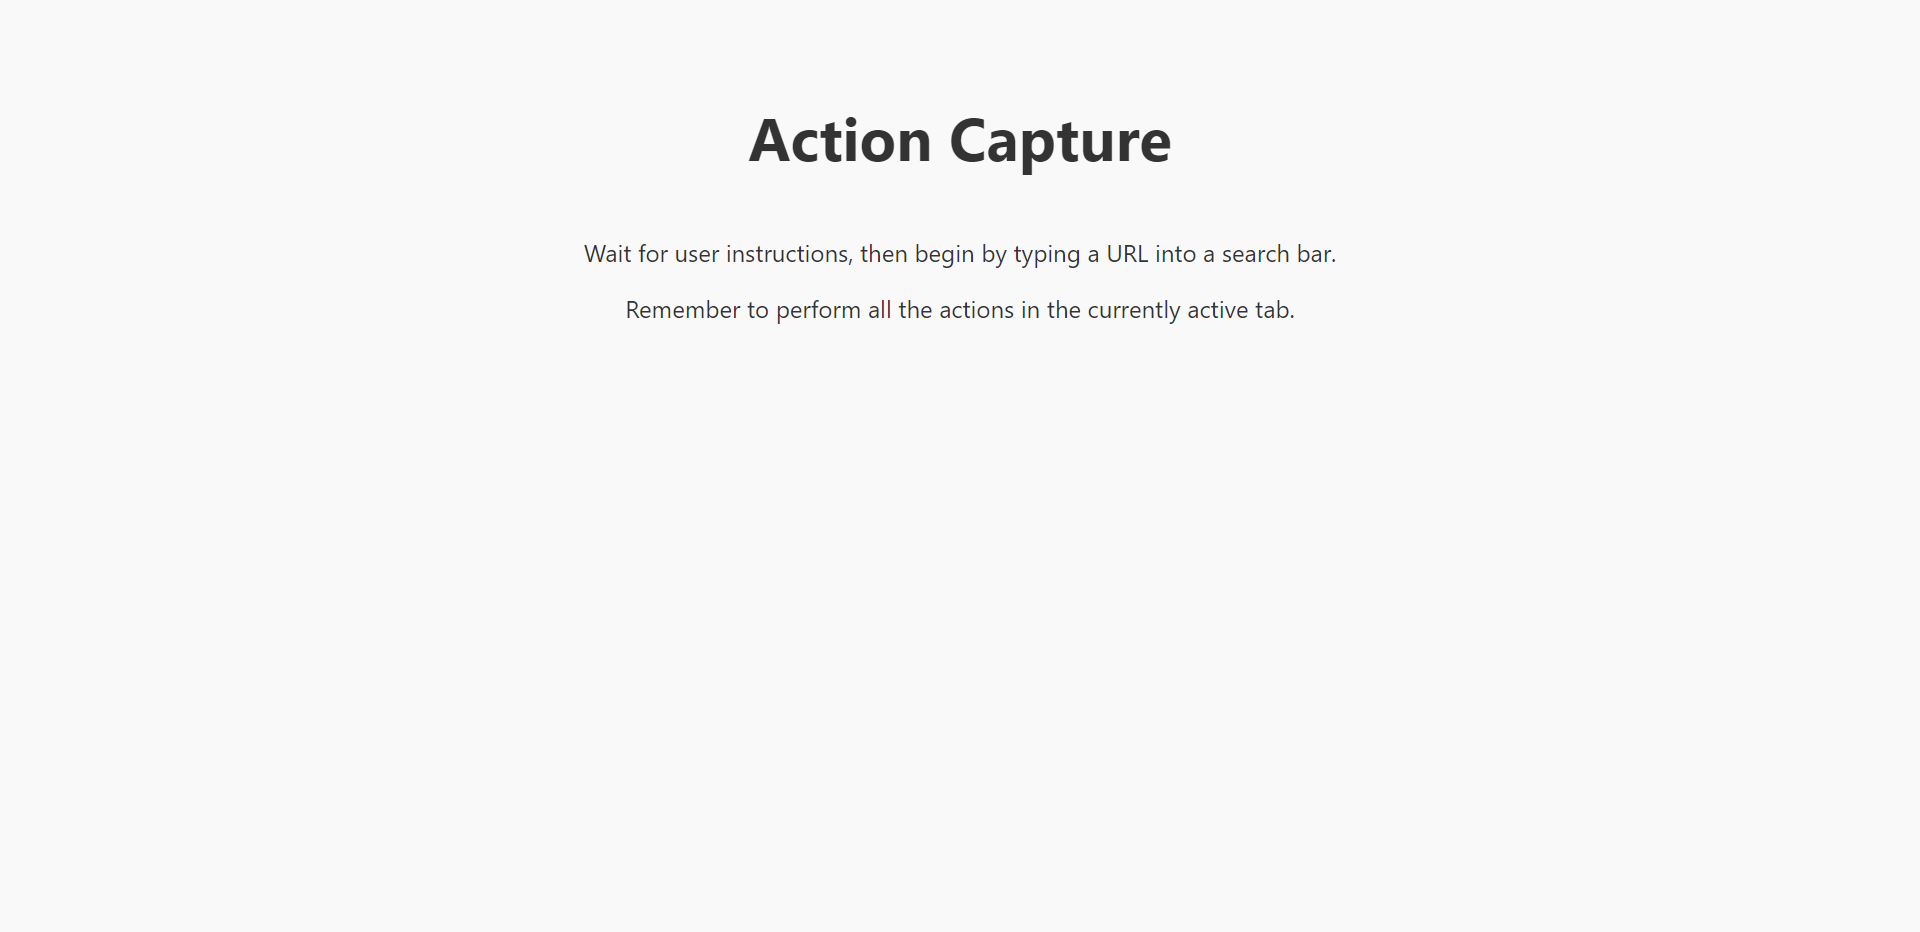 Action Capture
Wait for user instructions, then begin by typing a URL into a search bar.
Remember to perform all the actions in the currently active tab.